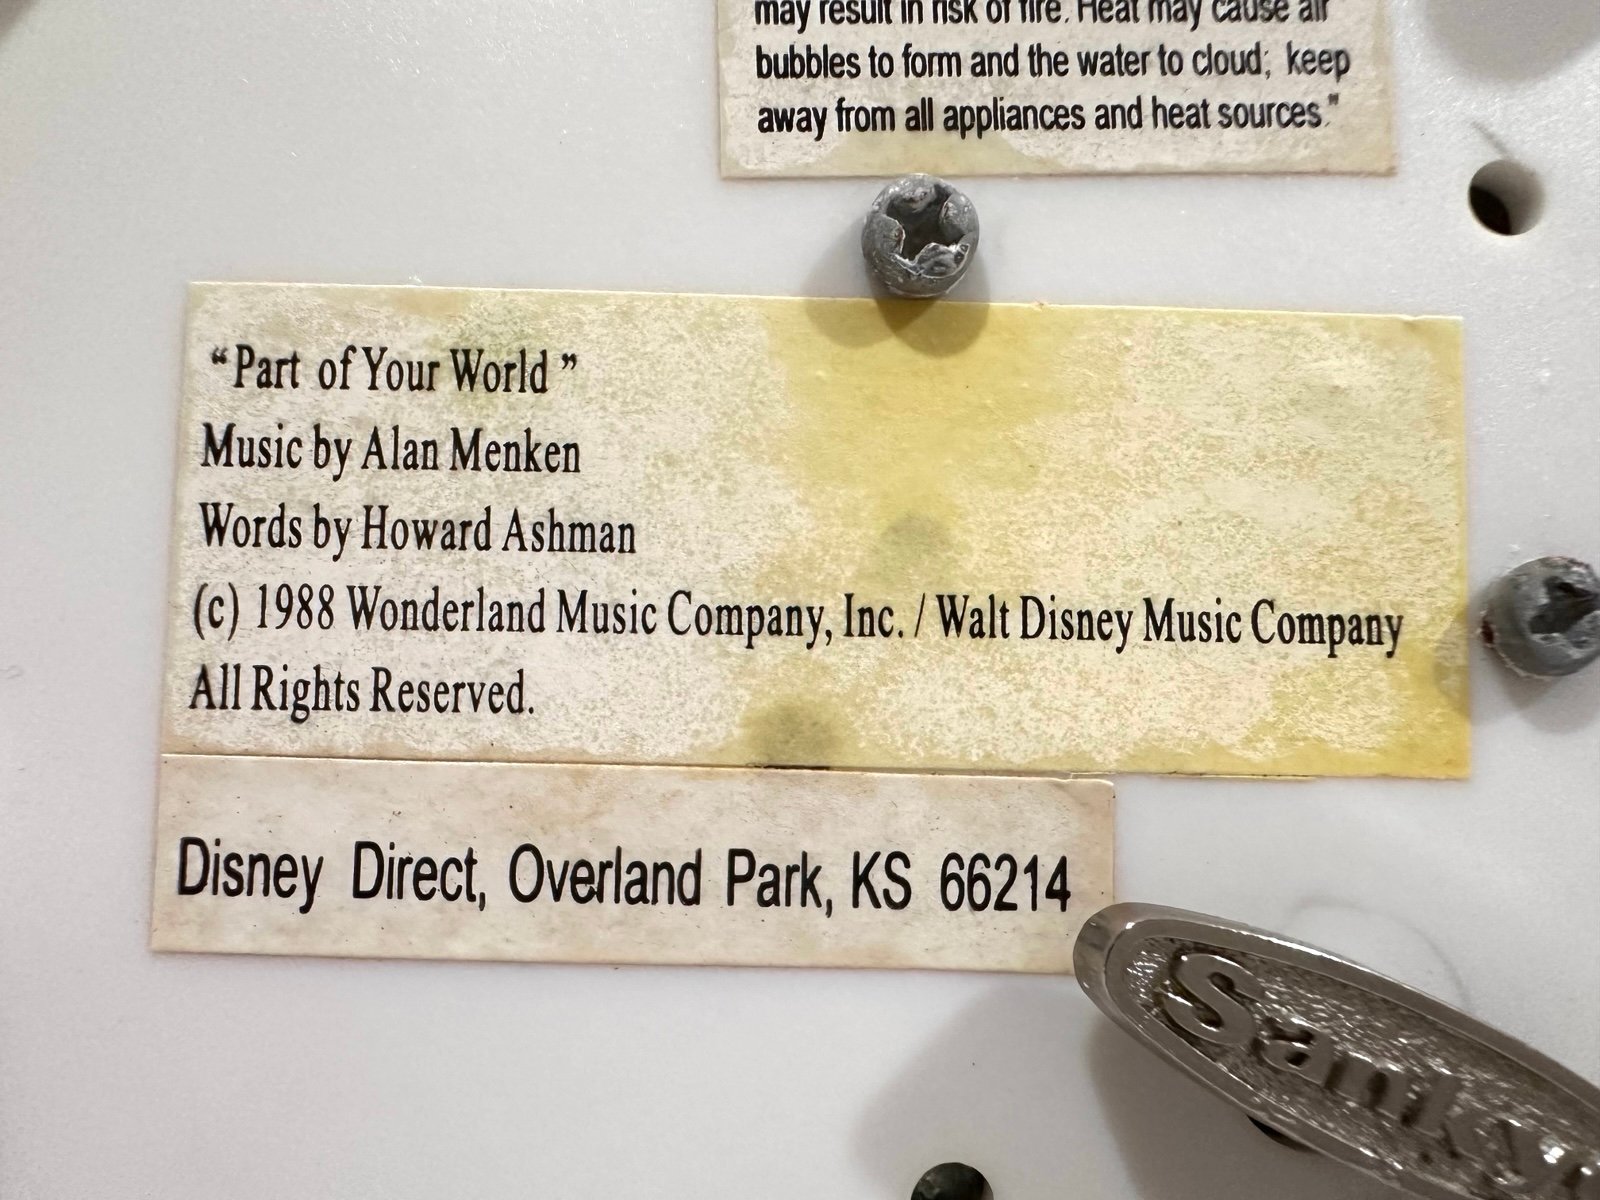 may result in risk of fire. Heat may cause air
bubbles to form and the water to cloud; keep
away from all appliances and heat sources."
“Part of Your World”
Music by Alan Menken
Words by Howard Ashman
(c) 1988 Wonderland Music Company, Inc. / Walt Disney Music Company
All Rights Reserved.
Disney Direct, Overland Park, KS 66214